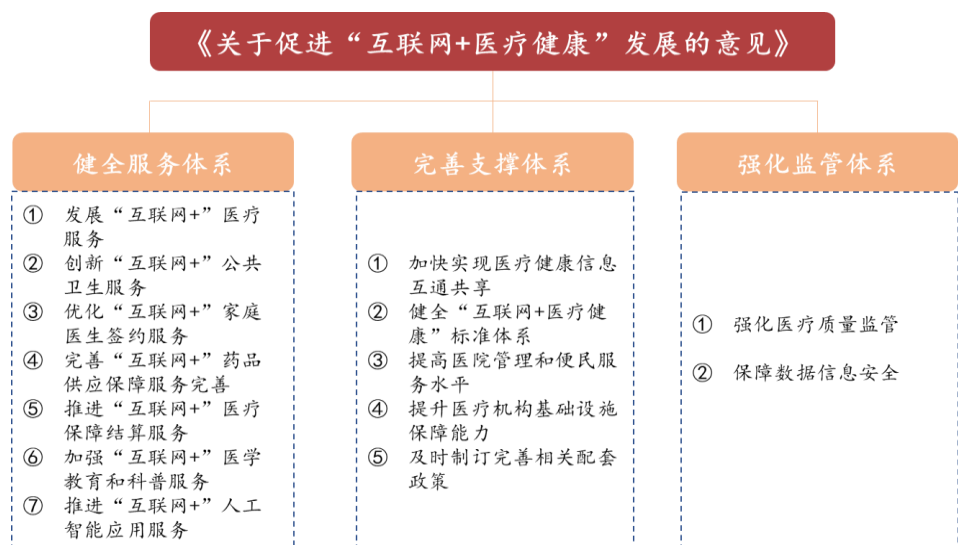 《关于促进“互联网+医疗健康”发展的意见》
健全服务体系
① 发展“互联网+”医疗
服务
② 创新“互联网+”公共
卫生服务
③ 优化“互联网+”家庭
医生签约服务
④ 完善“互联网+”药品
供应保障服务完善
⑤ 推进“互联网+”医疗
保障结算服务
⑥ 加强“互联网+”医学
教育和科普服务
⑦ 推进“互联网+”人工
智能应用服务
完善支撑体系
① 加快实现医疗健康信息
互通共享
② 健全“互联网+医疗健
康”标准体系
③ 提高医院管理和便民服
务水平
④ 提升医疗机构基础设施
保障能力
⑤ 及时制订完善相关配套
政策
强化监管体系
① 强化医疗质量监管
② 保障数据信息安全